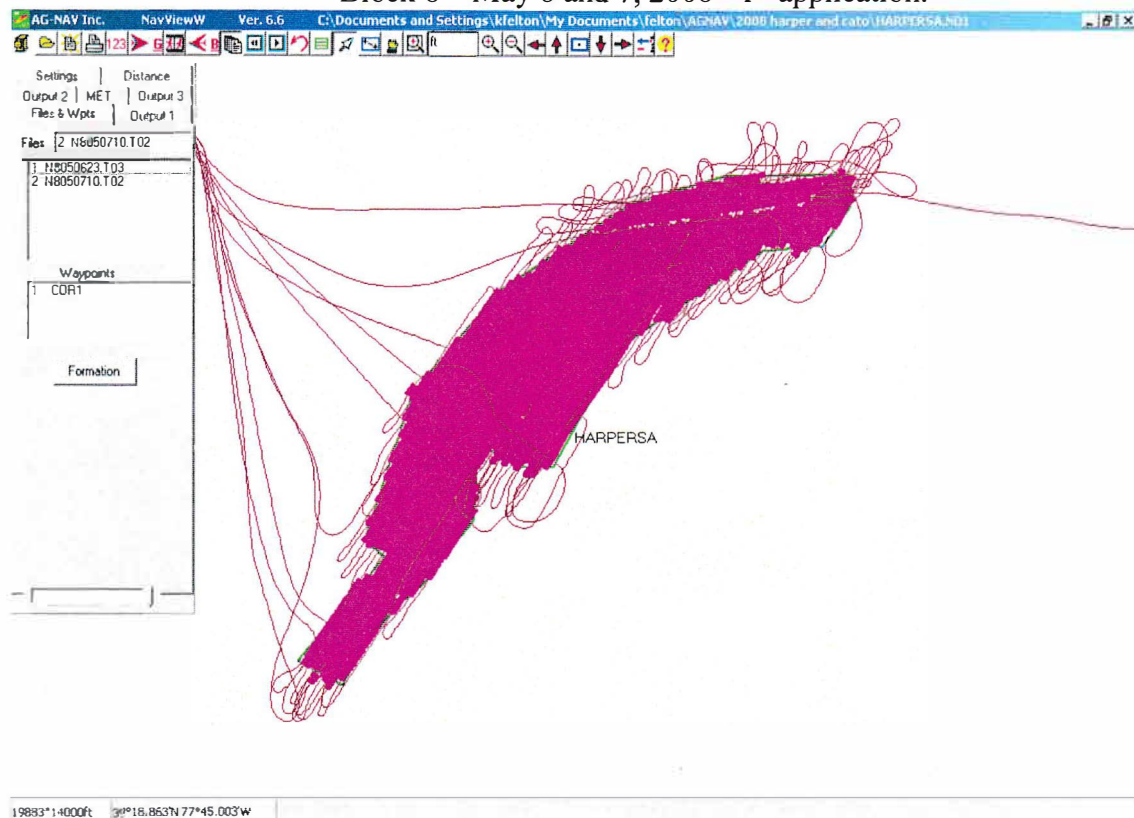 Block 8 – May 6 and 7, 2008 – 1st application.
AG-NAV Inc. NavViewW Ver. 6.6 C:\Documents and Settings\kfelton\My Documents\felton\AGNAV\2008 harper and cato\HARPERSA.NO1
123 G B ft
Settings Distance
Output 2 MET Output 3
Files & Wpts Output 1
Files 2 N8050710.T02
1 N8050623.T03
2 N8050710.T02
Waypoints
1 COR1
Formation
HARPERSA
19883*14000ft 39°18.863'N 77°45.003'W